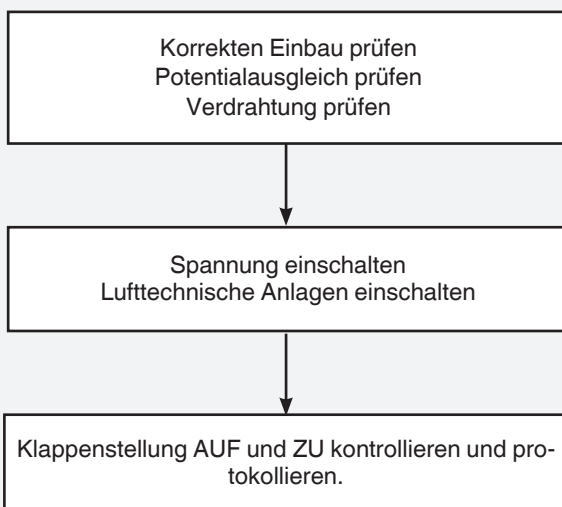 Korrekten Einbau prüfen
Potentialausgleich prüfen
Verdrahtung prüfen
Spannung einschalten
Lufttechnische Anlagen einschalten
Klappenstellung AUF und ZU kontrollieren und pro-
tokollieren.